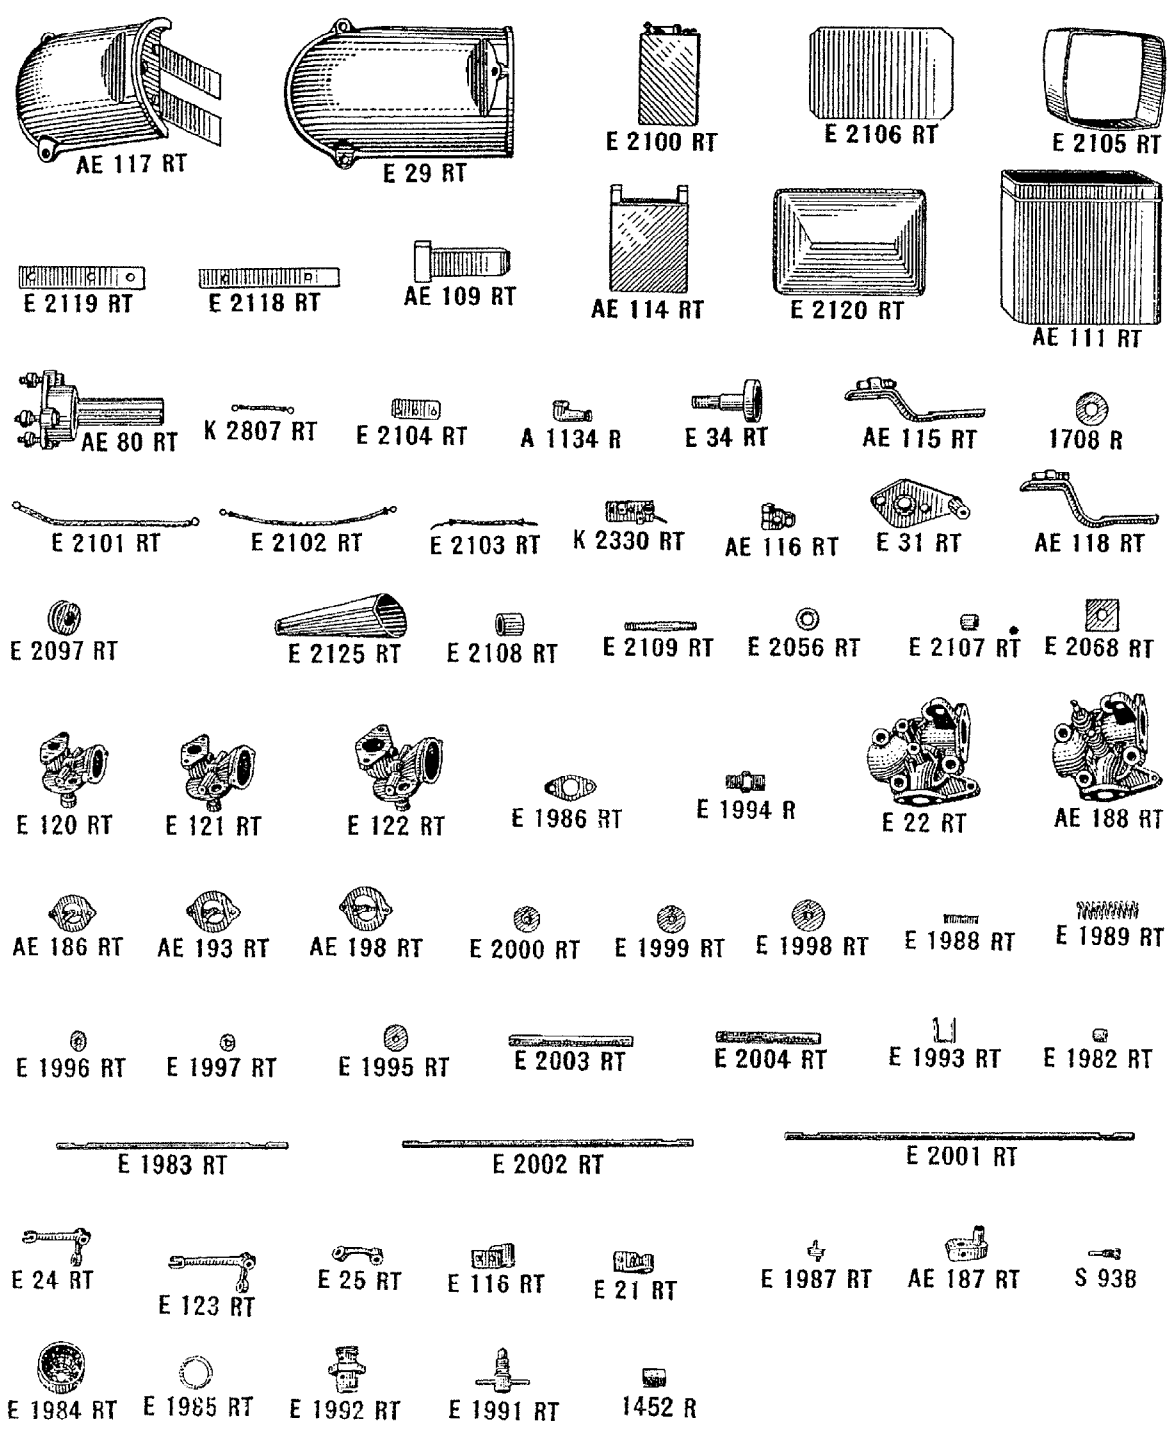 AE 117 RT
E 29 RT
E 2100 RT
E 2106 RT
E 2105 RT
E 2119 RT
E 2118 RT
AE 109 RT
AE 114 RT
E 2120 RT
AE 111 RT
AE 80 RT
K 2807 RT
E 2104 RT
A 1134 R
E 34 RT
AE 115 RT
1708 R
E 2101 RT
E 2102 RT
E 2103 RT
K 2330 RT
AE 116 RT
E 31 RT
AE 118 RT
E 2097 RT
E 2125 RT
E 2108 RT
E 2109 RT
E 2056 RT
E 2107 RT
E 2068 RT
E 120 RT
E 121 RT
E 122 RT
E 1986 RT
E 1994 R
E 22 RT
AE 188 RT
AE 186 RT
AE 193 RT
AE 198 RT
E 2000 RT
E 1999 RT
E 1998 RT
E 1988 RT
E 1989 RT
E 1996 RT
E 1997 RT
E 1995 RT
E 2003 RT
E 2004 RT
E 1993 RT
E 1982 RT
E 1983 RT
E 2002 RT
E 2001 RT
E 24 RT
E 123 RT
E 25 RT
E 116 RT
E 21 RT
E 1987 RT
AE 187 RT
S 93B
E 1984 RT
E 1985 RT
E 1992 RT
E 1991 RT
1452 R